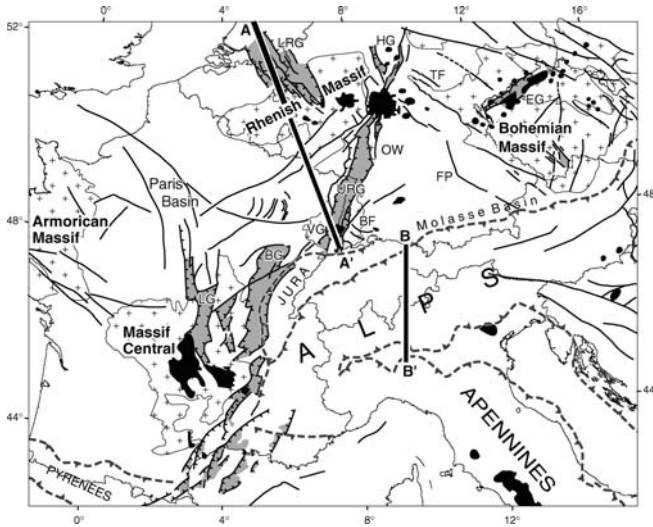 0° 4° 8° 12° 16°
52°
A LRG HG
TF
Rhenish Massif
EG
Bohemian
Massif
OW
Paris
Basin
URG
FP
48°
48
Armorican
Massif
VG BF
Molasse Basin
BG
A' B
JURA
LG
ALPS
Massif
Central
B'
44°
44
APENNINES
PYRENEES
0° 4° 8° 12°